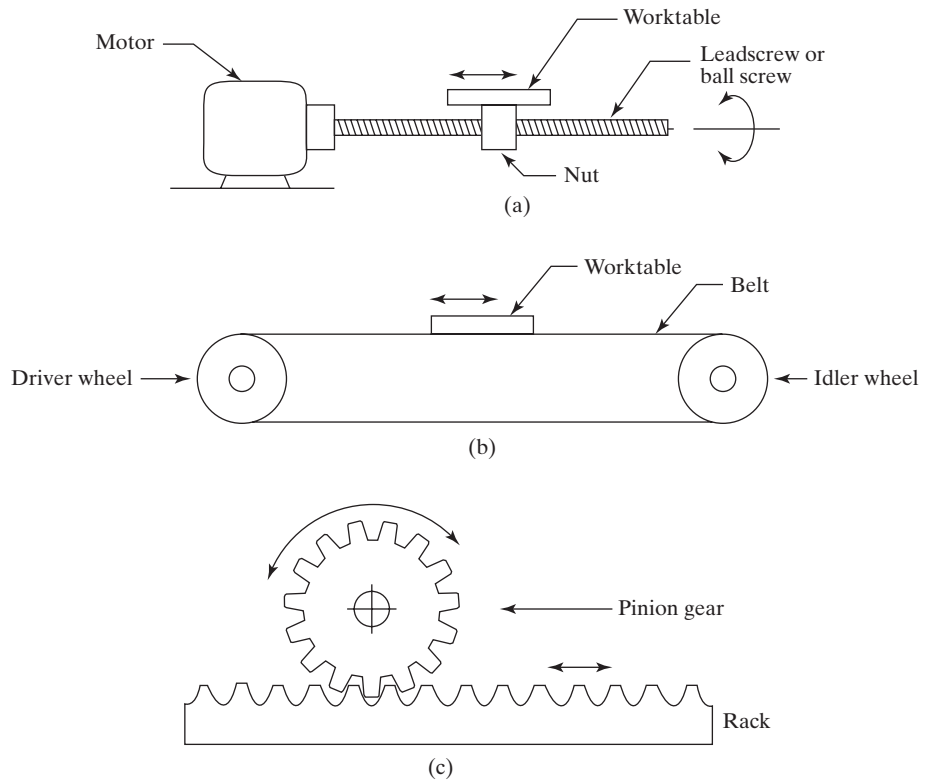 Worktable
Motor
Leadscrew or
ball screw
Nut
(a)
Worktable
Belt
Driver wheel
Idler wheel
(b)
Pinion gear
Rack
(c)